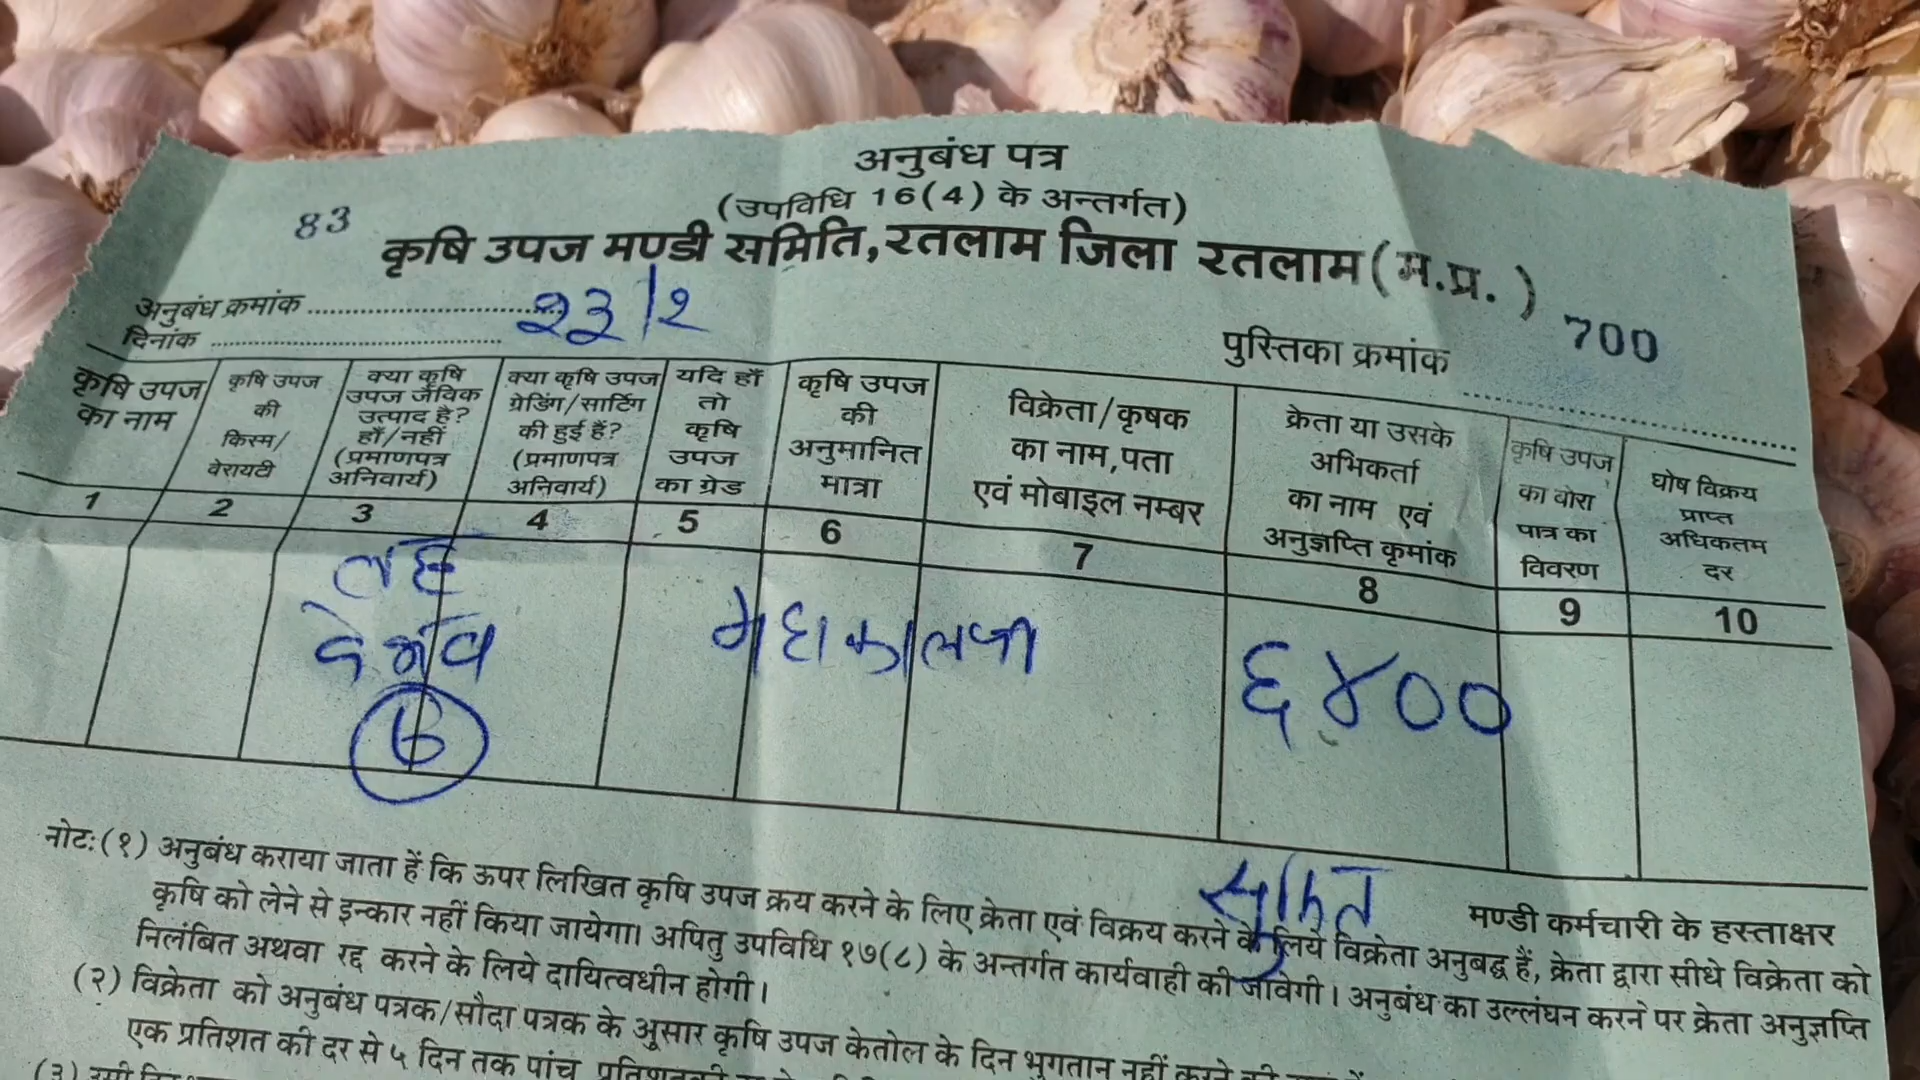 अनुबंध पत्र
(उपविधि 16(4) के अन्तर्गत)
83
कृषि उपज मण्डी समिति, रतलाम जिला रतलाम (म.प्र.)
अनुबंध क्रमांक
दिनांक
२३/२
पुस्तिका क्रमांक
700
कृषि उपज का नाम
कृषि उपज की किस्म/वेरायटी
क्या कृषि उपज जैविक उत्पाद है? हाँ/नहीं (प्रमाणपत्र अनिवार्य)
क्या कृषि उपज ग्रेडिंग/सार्टिग की हुई हैं? (प्रमाणपत्र अनिवार्य)
यदि हाँ तो कृषि उपज का ग्रेड
कृषि उपज की अनुमानित मात्रा
विक्रेता/कृषक का नाम, पता एवं मोबाइल नम्बर
क्रेता या उसके अभिकर्ता का नाम एवं अनुज्ञप्ति कृमांक
कृषि उपज का वोरा पात्र का विवरण
घोष विक्रय प्राप्त अधिकतम दर
1 2 3 4 5 6 7 8 9 10
महाकालजी
६४००
मण्डी कर्मचारी के हस्ताक्षर
नोटः (१) अनुबंध कराया जाता हैं कि ऊपर लिखित कृषि उपज क्रय करने के लिए क्रेता एवं विक्रय करने के लिये विक्रेता अनुबद्ध हैं, क्रेता द्वारा सीधे विक्रेता को
कृषि को लेने से इन्कार नहीं किया जायेगा। अपितु उपविधि १७(८) के अन्तर्गत कार्यवाही की जावेगी। अनुबंध का उल्लंघन करने पर क्रेता अनुज्ञप्ति
निलंबित अथवा रद्द करने के लिये दायित्वधीन होगी।
(२) विक्रेता को अनुबंध पत्रक/सौदा पत्रक के अुसार कृषि उपज केतोल के दिन भुगतान नहीं करने की
एक प्रतिशत की दर से ५ दिन तक पांच
(३)